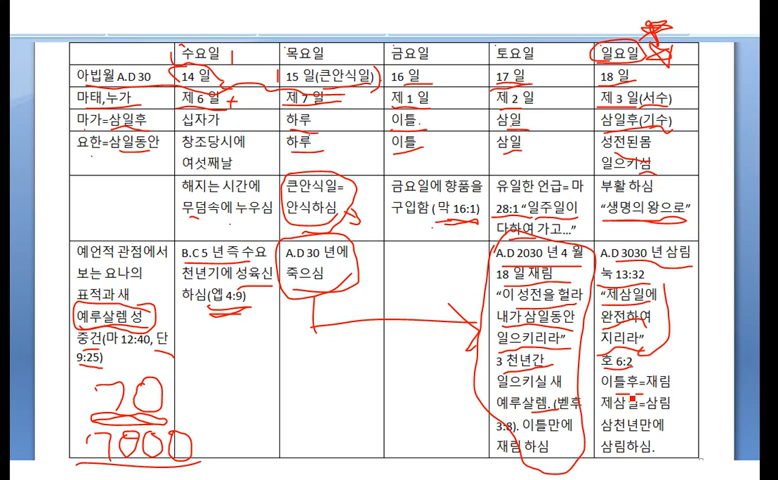 수요일 목요일 금요일 토요일 일요일
아빕월 A.D 30 14 일 15 일(큰안식일) 16 일 17 일 18 일
마태,누가 제 6 일 제 7 일 제 1 일 제 2 일 제 3 일(서수)
마가=삼일후 십자가 하루 이틀 삼일 삼일후(기수)
요한=삼일동안 창조당시에 하루 이틀 삼일 성전된몸
여섯째날 일으키심
해지는 시간에 큰안식일= 금요일에 향품을 유일한 언급= 마 부활 하심
무덤속에 누우심 안식하심 구입함 ( 막 16:1) 28:1 “일주일이 “생명의 왕으로”
다하여 가고…”
예언적 관점에서 B.C 5 년 즉 수요 A.D 30 년에 A.D 2030 년 4 월 A.D 3030 년 삼림
보는 요나의 천년기에 성육신 죽으심 18 일 재림 눅 13:32
표적과 새 하심(엡 4:9) “이 성전을 헐라 “제삼일에
예루살렘 성 내가 삼일동안 완전하여
중건(마 12:40, 단 일으키리라” 지리라”
9:25) 3 천년간 호 6:2
일으키실 새 이틀후=재림
70 예루살렘. (벧후 제삼일=삼림
3:8). 이틀만에 삼천년만에
7000 재림 하심 삼림하심.